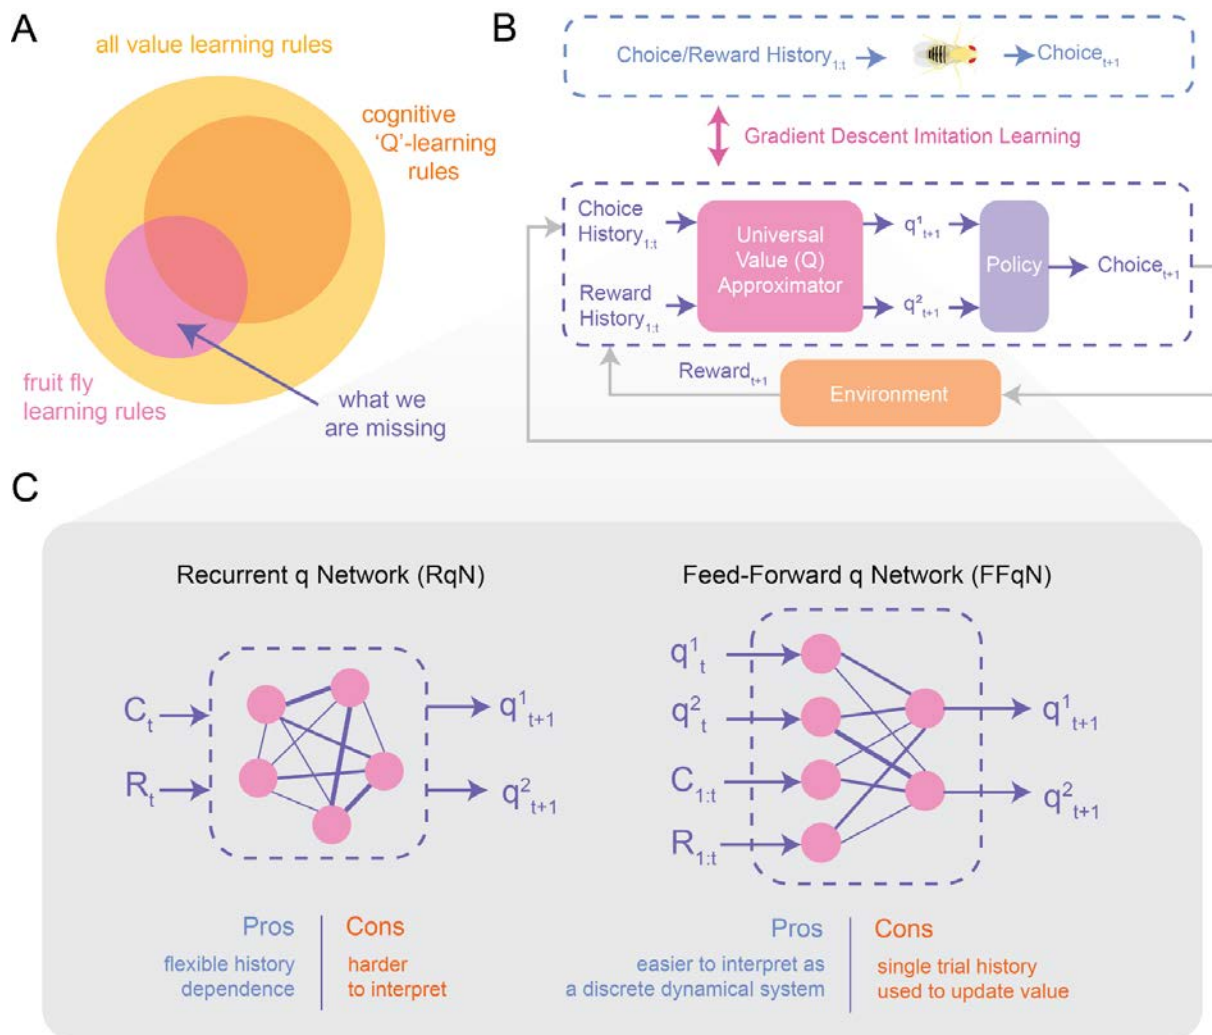 A
all value learning rules
cognitive
'Q'-learning
rules
fruit fly
learning rules
what we
are missing
B
Choice/Reward History1:t
Choicet+1
Gradient Descent Imitation Learning
Choice
History1:t
Reward
History1:t
Universal
Value (Q)
Approximator
q1t+1
q2t+1
Policy
Choicet+1
Rewardt+1
Environment
C
Recurrent q Network (RqN)
Ct
Rt
q1t+1
q2t+1
Pros
flexible history
dependence
Cons
harder
to interpret
Feed-Forward q Network (FFqN)
q1t
q2t
C1:t
R1:t
q1t+1
q2t+1
Pros
easier to interpret as
a discrete dynamical system
Cons
single trial history
used to update value